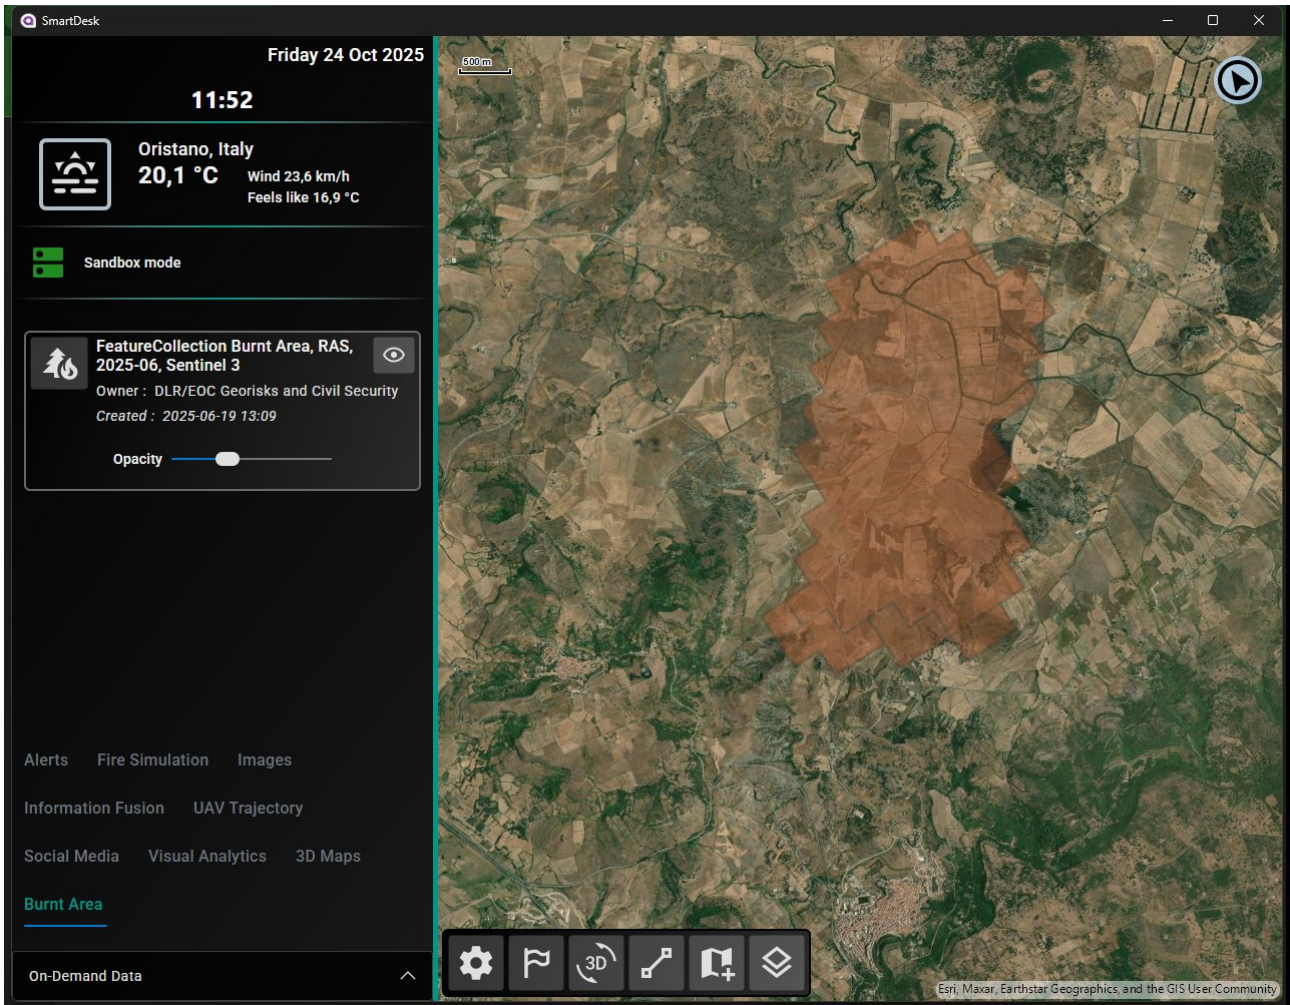 SmartDesk
Friday 24 Oct 2025
11:52
Oristano, Italy
20,1 °C
Wind 23,6 km/h
Feels like 16,9 °C
Sandbox mode
FeatureCollection Burnt Area, RAS,
2025-06, Sentinel 3
Owner : DLR/EOC Georisks and Civil Security
Created : 2025-06-19 13:09
Opacity
Alerts Fire Simulation Images
Information Fusion UAV Trajectory
Social Media Visual Analytics 3D Maps
Burnt Area
On-Demand Data
500 m
3D
Esri, Maxar, Earthstar Geographics, and the GIS User Community